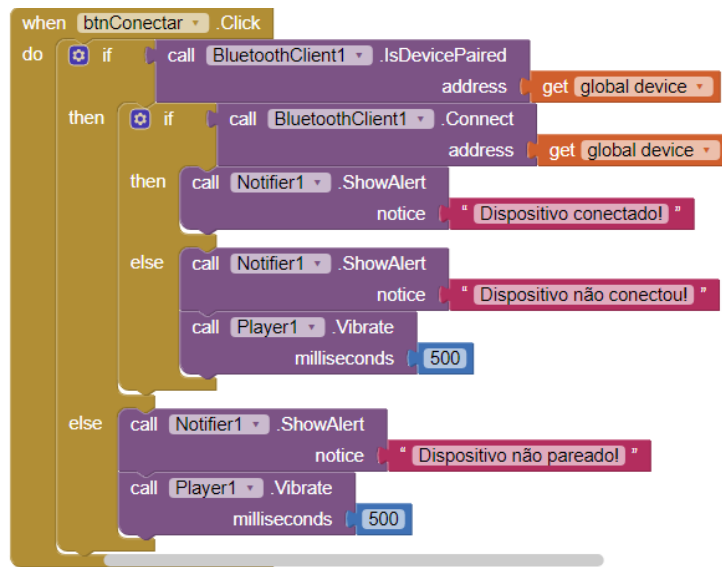 when btnConectar .Click
do if call BluetoothClient1 .IsDevicePaired
address get global device
then if call BluetoothClient1 .Connect
address get global device
then call Notifier1 .ShowAlert
notice " Dispositivo conectado! "
else call Notifier1 .ShowAlert
notice " Dispositivo não conectou! "
call Player1 .Vibrate
milliseconds 500
else call Notifier1 .ShowAlert
notice " Dispositivo não pareado! "
call Player1 .Vibrate
milliseconds 500